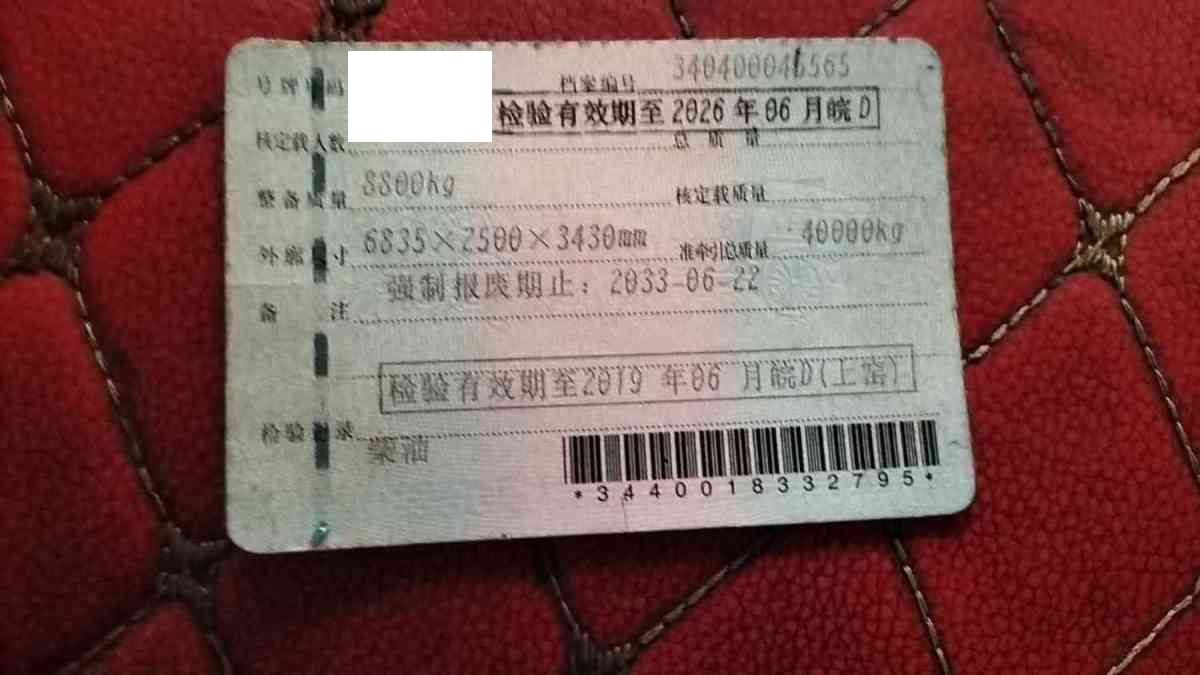 号牌号码 档案编号 340400046565
检验有效期至2026年06月皖D
核定载人数 总质量
整备质量 8800kg 核定载质量
外廓尺寸 6835×2500×3430mm 准牵引总质量 40000kg
备注 强制报废期止：2033-06-22
检验有效期至2019年06月皖D(上窑)
检验记录
柴油
*3440018332795*